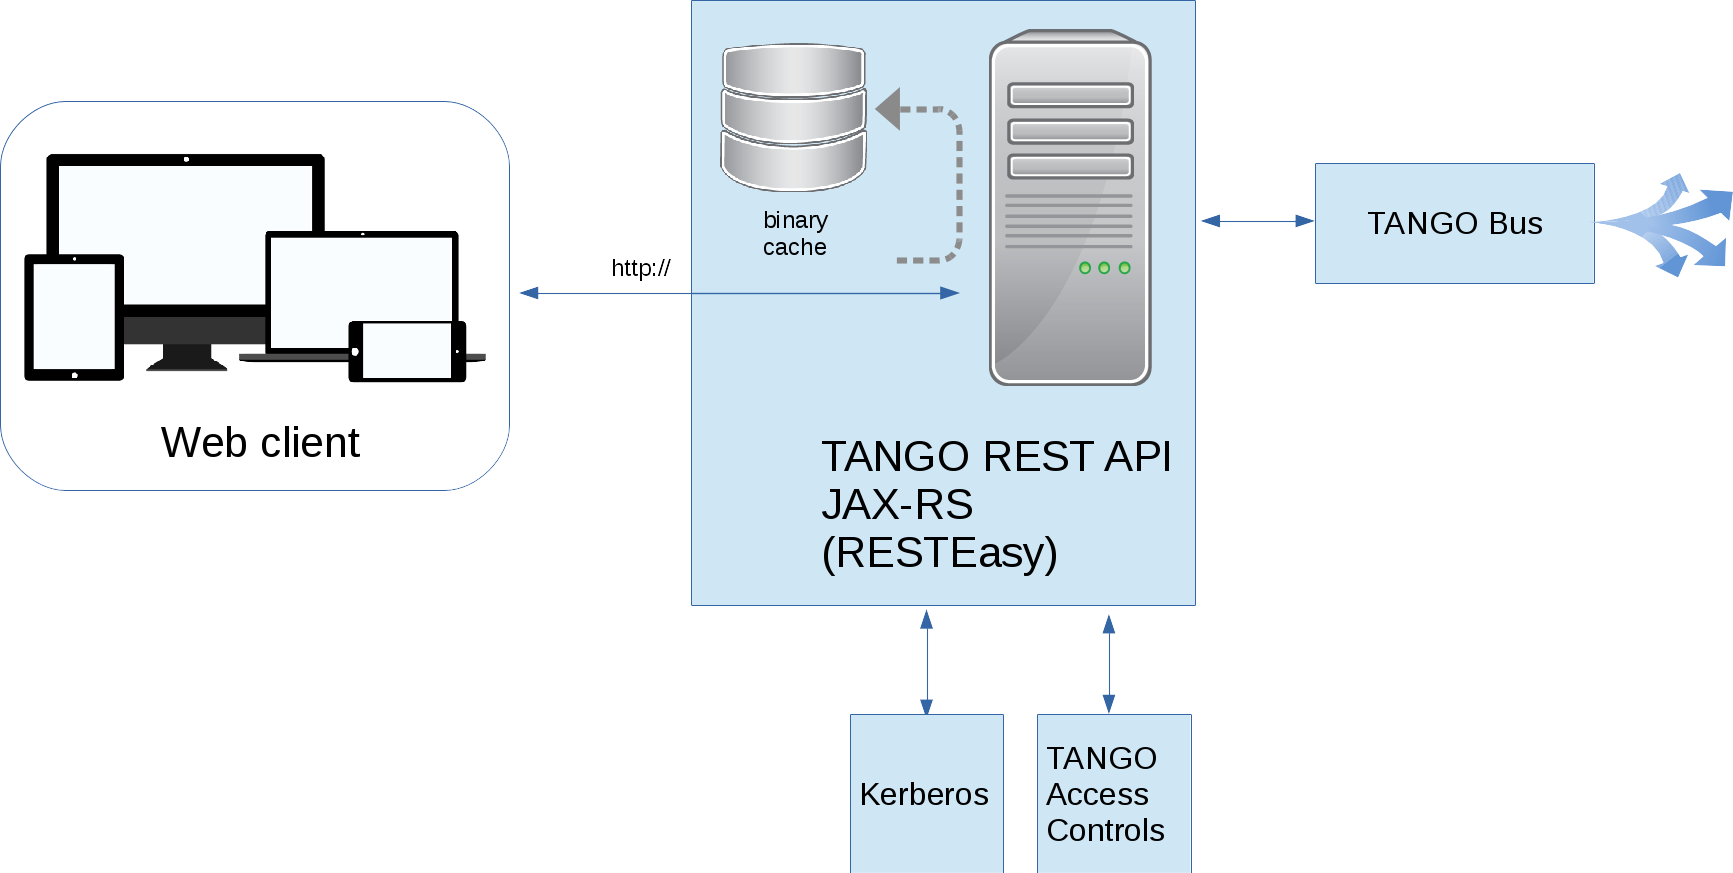 binary
cache
http://
TANGO Bus
Web client
TANGO REST API
JAX-RS
(RESTEasy)
Kerberos
TANGO
Access
Controls